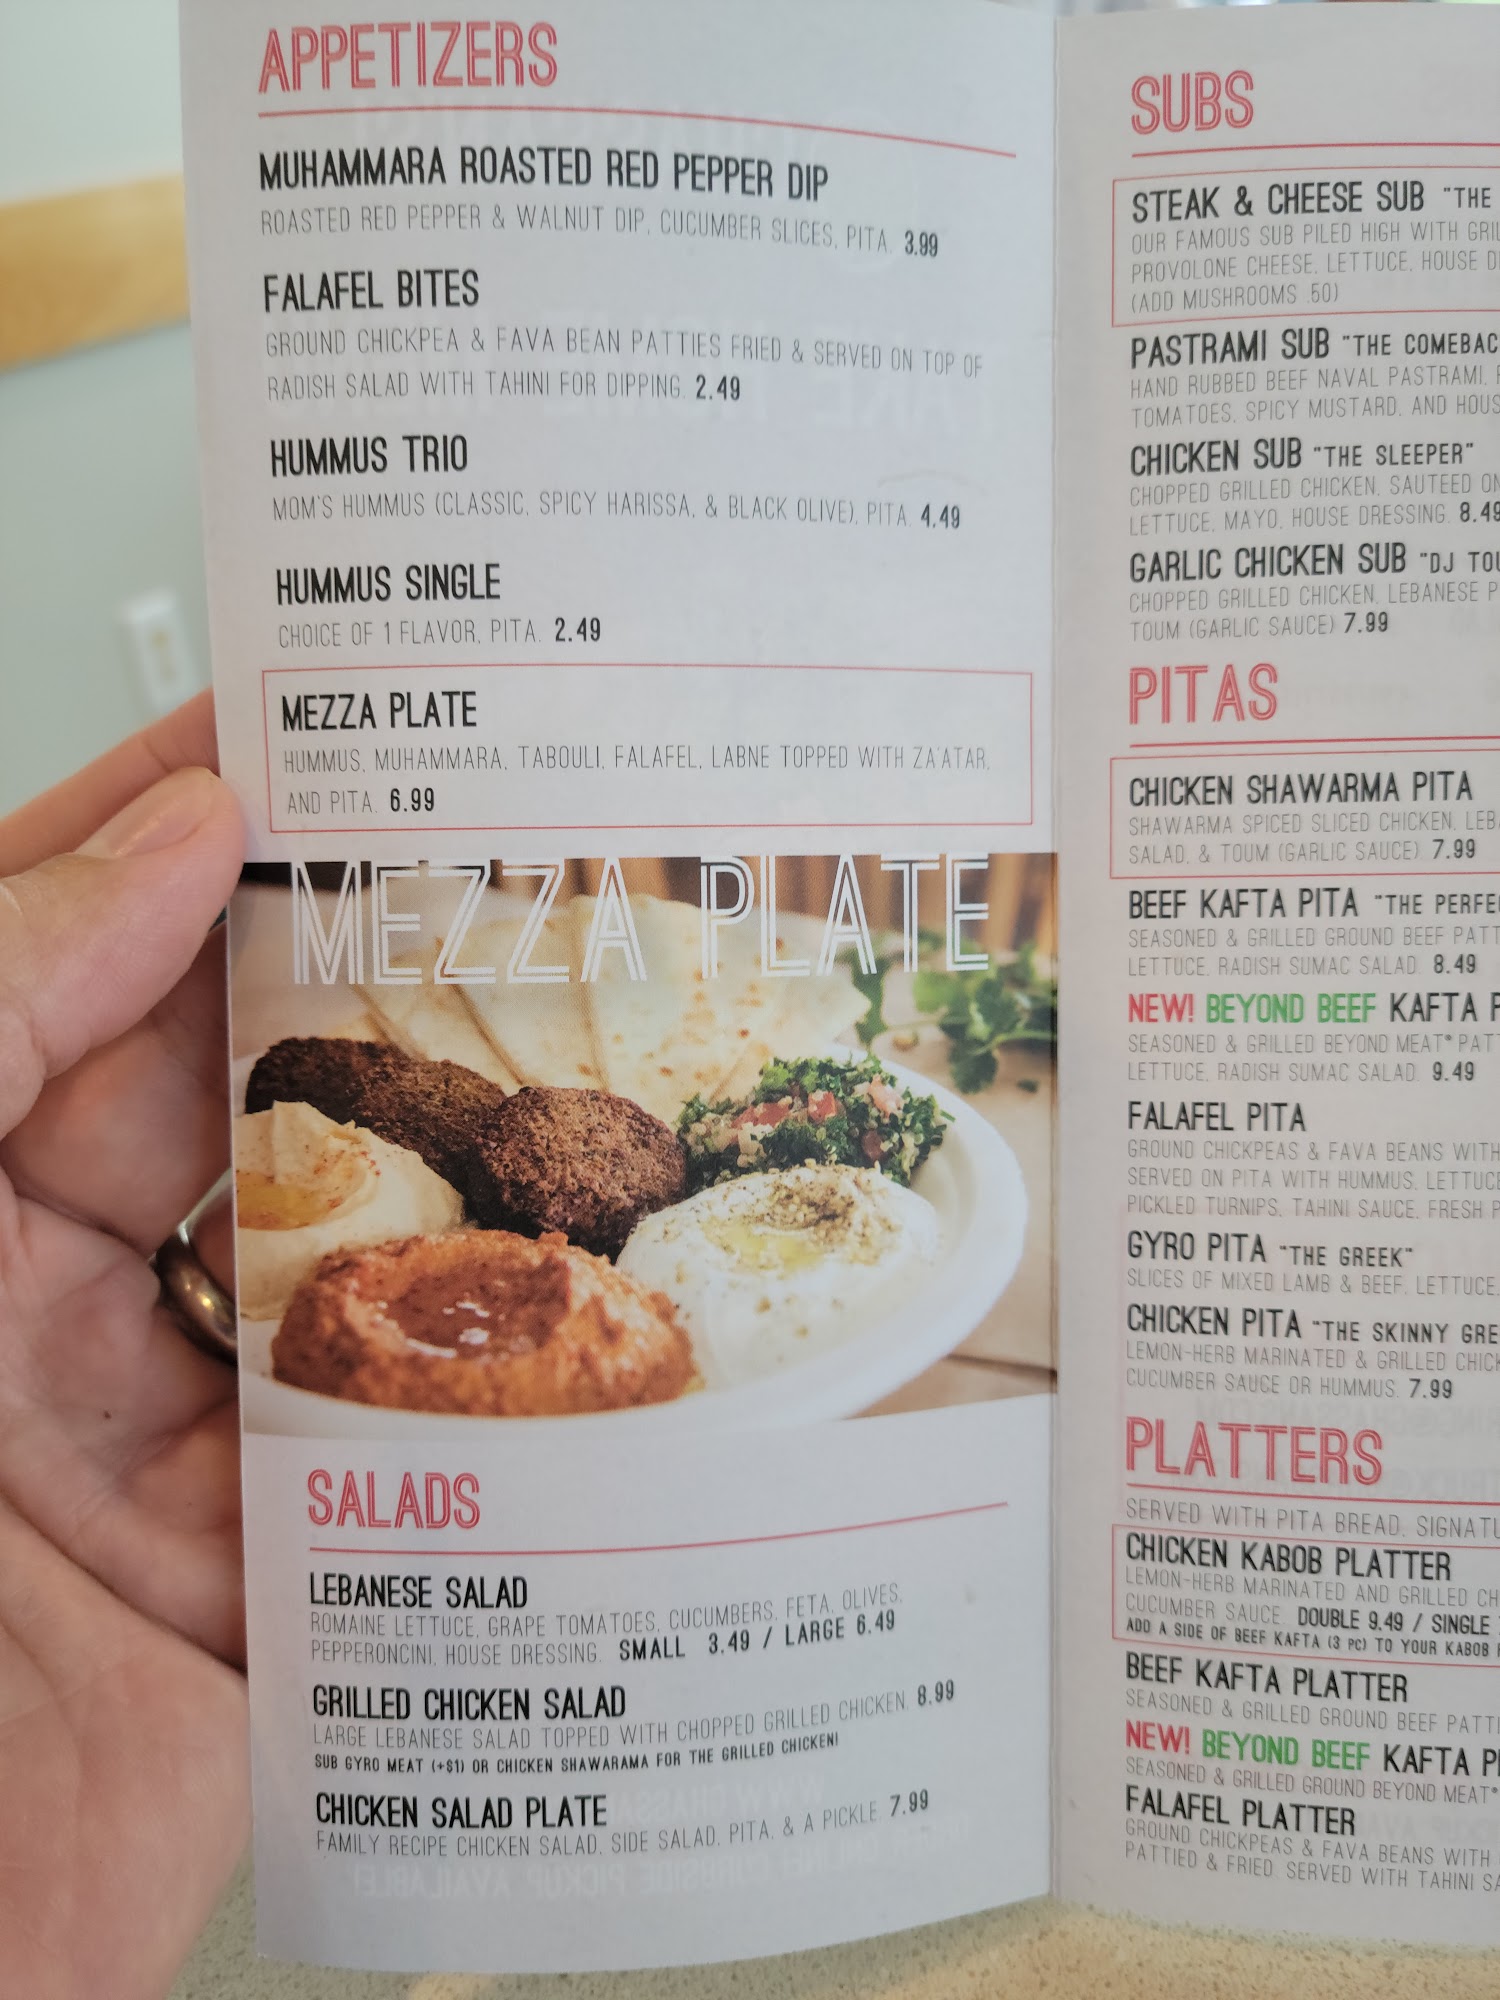 APPETIZERS
MUHAMMARA ROASTED RED PEPPER DIP
ROASTED RED PEPPER & WALNUT DIP, CUCUMBER SLICES, PITA. 3.99
FALAFEL BITES
GROUND CHICKPEA & FAVA BEAN PATTIES FRIED & SERVED ON TOP OF
RADISH SALAD WITH TAHINI FOR DIPPING. 2.49
HUMMUS TRIO
MOM'S HUMMUS (CLASSIC, SPICY HARISSA, & BLACK OLIVE), PITA. 4.49
HUMMUS SINGLE
CHOICE OF 1 FLAVOR, PITA. 2.49
MEZZA PLATE
HUMMUS, MUHAMMARA, TABOULI, FALAFEL, LABNE TOPPED WITH ZA'ATAR,
AND PITA. 6.99
MEZZA PLATE
SALADS
LEBANESE SALAD
ROMAINE LETTUCE, GRAPE TOMATOES, CUCUMBERS, FETA, OLIVES,
PEPPERONCINI, HOUSE DRESSING. SMALL 3.49 / LARGE 6.49
GRILLED CHICKEN SALAD
LARGE LEBANESE SALAD TOPPED WITH CHOPPED GRILLED CHICKEN. 8.99
SUB GYRO MEAT (+$1) OR CHICKEN SHAWARAMA FOR THE GRILLED CHICKEN!
CHICKEN SALAD PLATE
FAMILY RECIPE CHICKEN SALAD, SIDE SALAD, PITA, & A PICKLE. 7.99
SUBS
STEAK & CHEESE SUB "THE
OUR FAMOUS SUB PILED HIGH WITH
PROVOLONE CHEESE, LETTUCE, HOUSE
(ADD MUSHROOMS .50)
PASTRAMI SUB "THE
HAND RUBBED BEEF NAVAL PASTRAMI,
TOMATOES, SPICY MUSTARD, AND
CHICKEN SUB "THE SLEEPER"
CHOPPED GRILLED CHICKEN, SAUTEED
LETTUCE, MAYO, HOUSE DRESSING. 8.49
GARLIC CHICKEN SUB "DJ
CHOPPED GRILLED CHICKEN, LEBANESE
TOUM (GARLIC SAUCE) 7.99
PITAS
CHICKEN SHAWARMA PITA
SHAWARMA SPICED SLICED CHICKEN,
SALAD, & TOUM (GARLIC SAUCE). 7.99
BEEF KAFTA PITA "THE
SEASONED & GRILLED GROUND BEEF
LETTUCE, RADISH SUMAC SALAD. 8.49
NEW! BEYOND BEEF KAFTA
SEASONED & GRILLED BEYOND MEAT®
LETTUCE, RADISH SUMAC SALAD. 9.49
FALAFEL PITA
GROUND CHICKPEAS & FAVA BEANS WITH
SERVED ON PITA WITH HUMMUS,
PICKLED TURNIPS, TAHINI SAUCE, FRESH
GYRO PITA "THE GREEK"
SLICES OF MIXED LAMB & BEEF, LETTUCE,
CHICKEN PITA "THE SKINNY
LEMON-HERB MARINATED & GRILLED
CUCUMBER SAUCE OR HUMMUS. 7.99
PLATTERS
SERVED WITH PITA BREAD,
CHICKEN KABOB PLATTER
LEMON-HERB MARINATED AND GRILLED
CUCUMBER SAUCE. DOUBLE 9.49 / SINGLE
ADD A SIDE OF BEEF KAFTA (3 PC) TO YOUR KABOB
BEEF KAFTA PLATTER
SEASONED & GRILLED GROUND BEEF
NEW! BEYOND BEEF KAFTA
SEASONED & GRILLED GROUND BEYOND MEAT®
FALAFEL PLATTER
GROUND CHICKPEAS & FAVA BEANS WITH
PATTIED & FRIED. SERVED WITH TAHINI